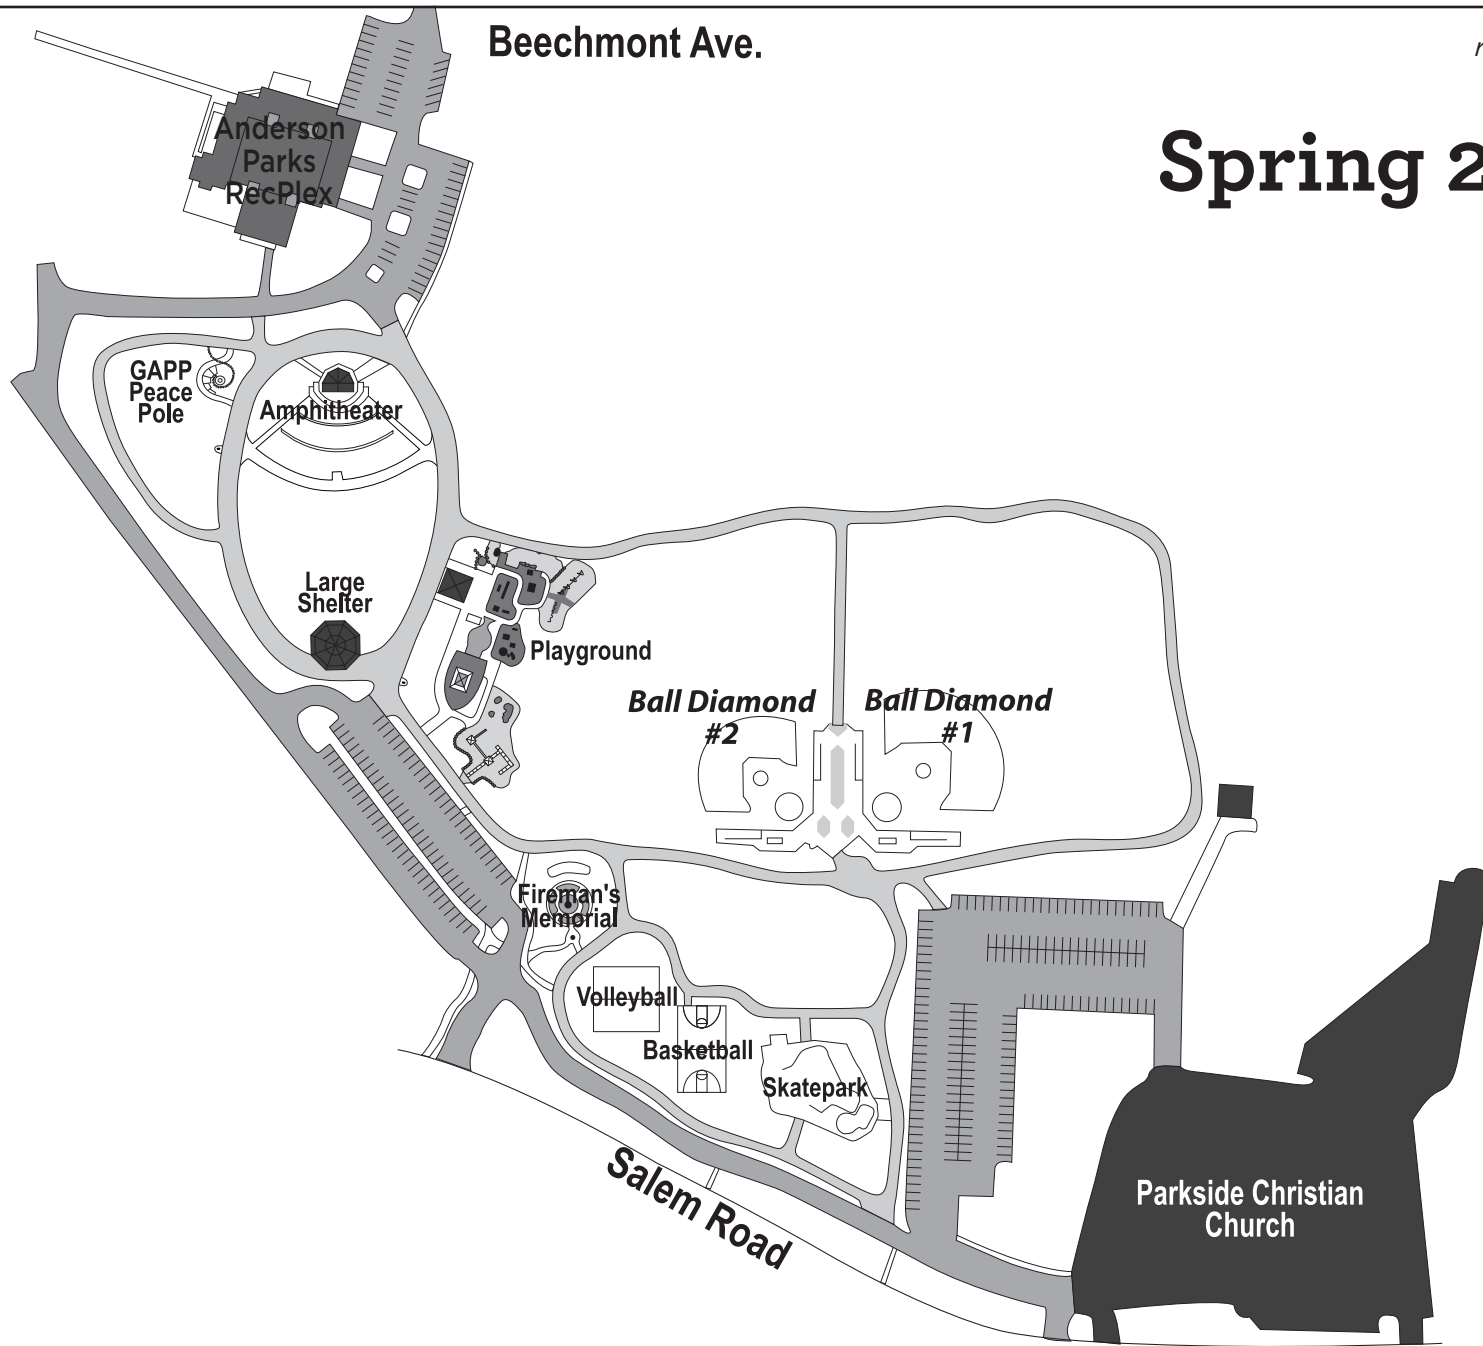 Beechmont Ave.
Spring 2
Anderson
Parks
RecPlex
GAPP
Peace
Pole
Amphitheater
Large
Shelter
Playground
Ball Diamond
#2
Ball Diamond
#1
Fireman's
Memorial
Volleyball
Basketball
Skatepark
Salem Road
Parkside Christian
Church